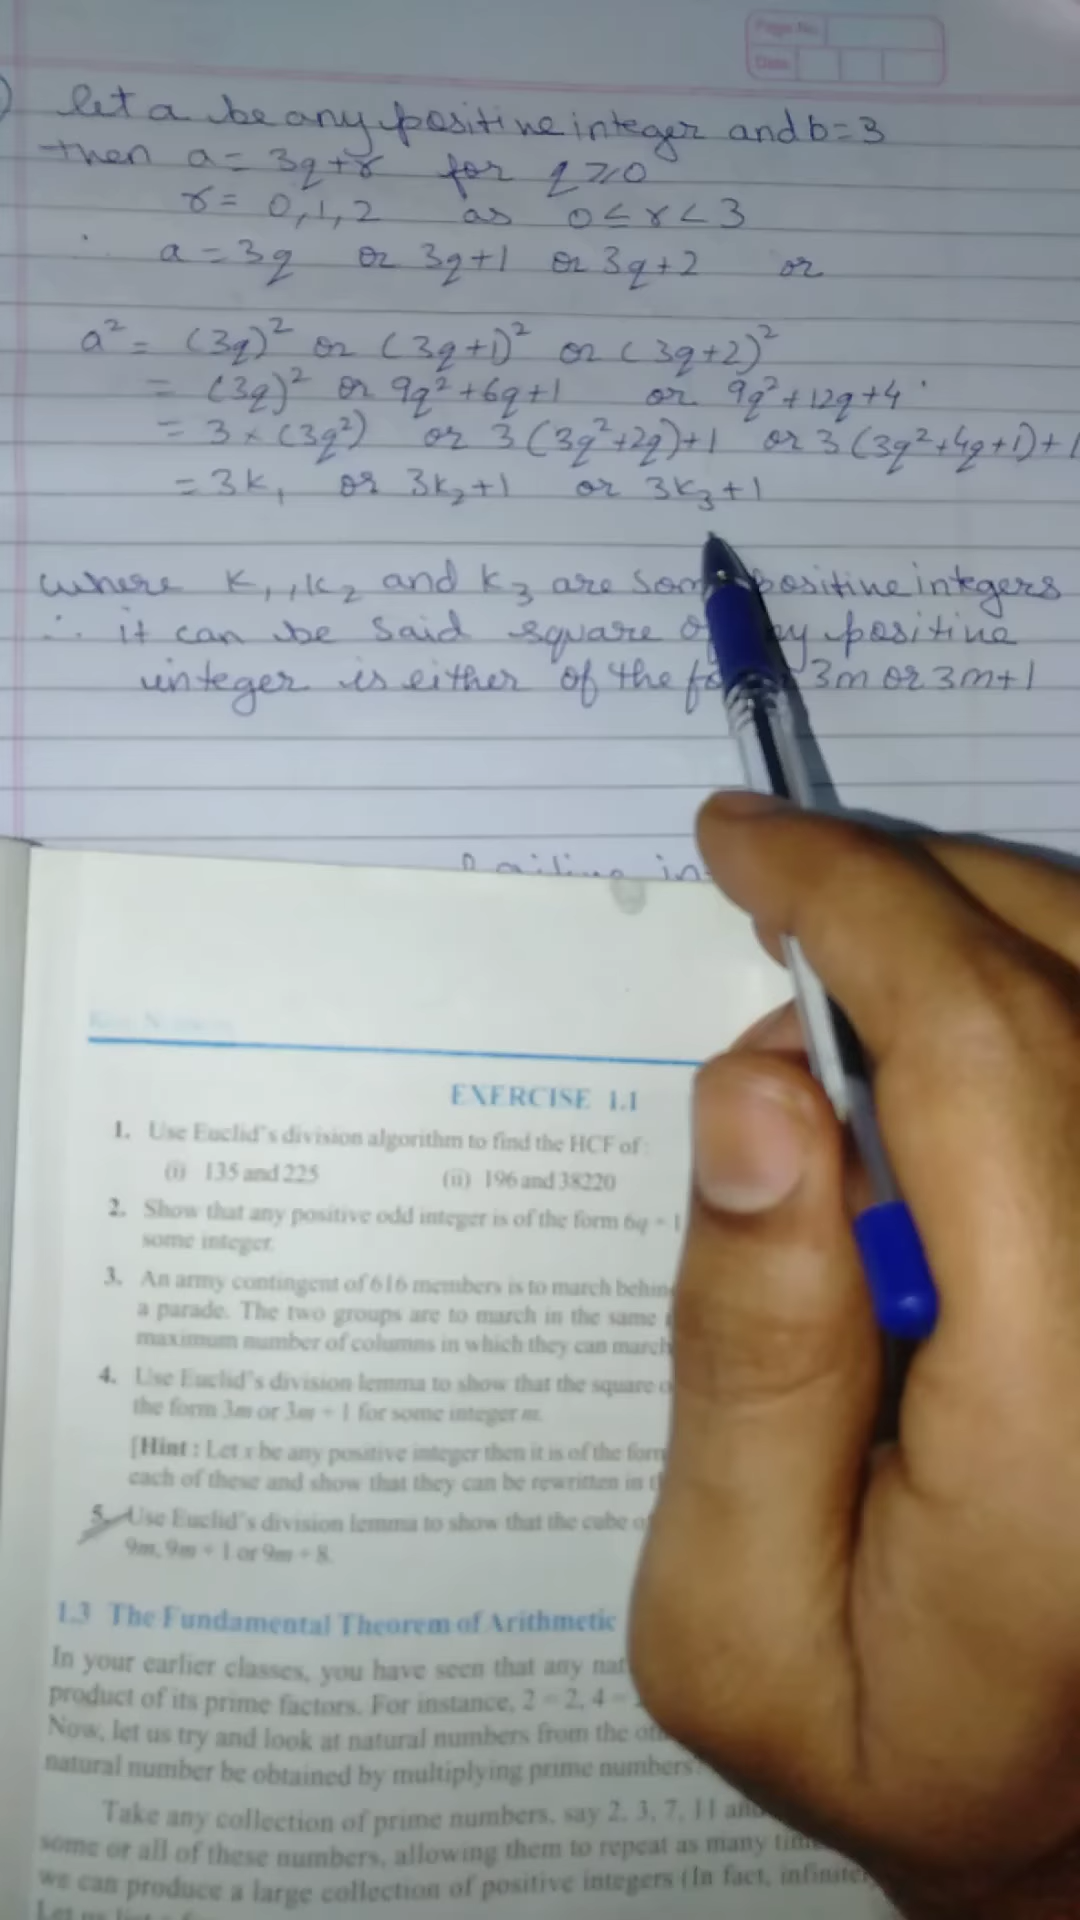 Page No.
Date
let a be any positive integer and b=3
then a = 3q+r for q≥0
r = 0,1,2 as 0≤r<3
∴ a = 3q or 3q+1 or 3q+2 or
a² = (3q)² or (3q+1)² or (3q+2)²
= (3q)² or 9q²+6q+1 or 9q²+12q+4
= 3×(3q²) or 3(3q²+2q)+1 or 3(3q²+4q+1)+1
= 3k₁ or 3k₂+1 or 3k₃+1
where k₁,k₂ and k₃ are positive integers
∴ it can be said square positive
integer is either of the 3m or 3m+1
EXERCISE 1.1
1. Use Euclid's division algorithm to find the HCF of:
(i) 135 and 225 (ii) 196 and 38220
2. Show that any positive odd integer is of the form 6q + 1
some integer.
3. An army contingent of 616 members is to march
a parade. The two groups are to march in the same
maximum number of columns in which they can march
4. Use Euclid's division lemma to show that the square
the form 3m or 3m + 1 for some integer m.
[Hint : Let x be any positive integer then it is of the form
each of these and show that they can be rewritten in
5. Use Euclid's division lemma to show that the cube
9m, 9m + 1 or 9m + 8.
1.3 The Fundamental Theorem of Arithmetic
In your earlier classes, you have seen that any
product of its prime factors. For instance, 2 = 2, 4 =
Now, let us try and look at natural numbers from the
natural number be obtained by multiplying prime numbers?
Take any collection of prime numbers, say 2, 3, 7, 11 and
some or all of these numbers, allowing them to repeat as many
we can produce a large collection of positive integers (In fact,